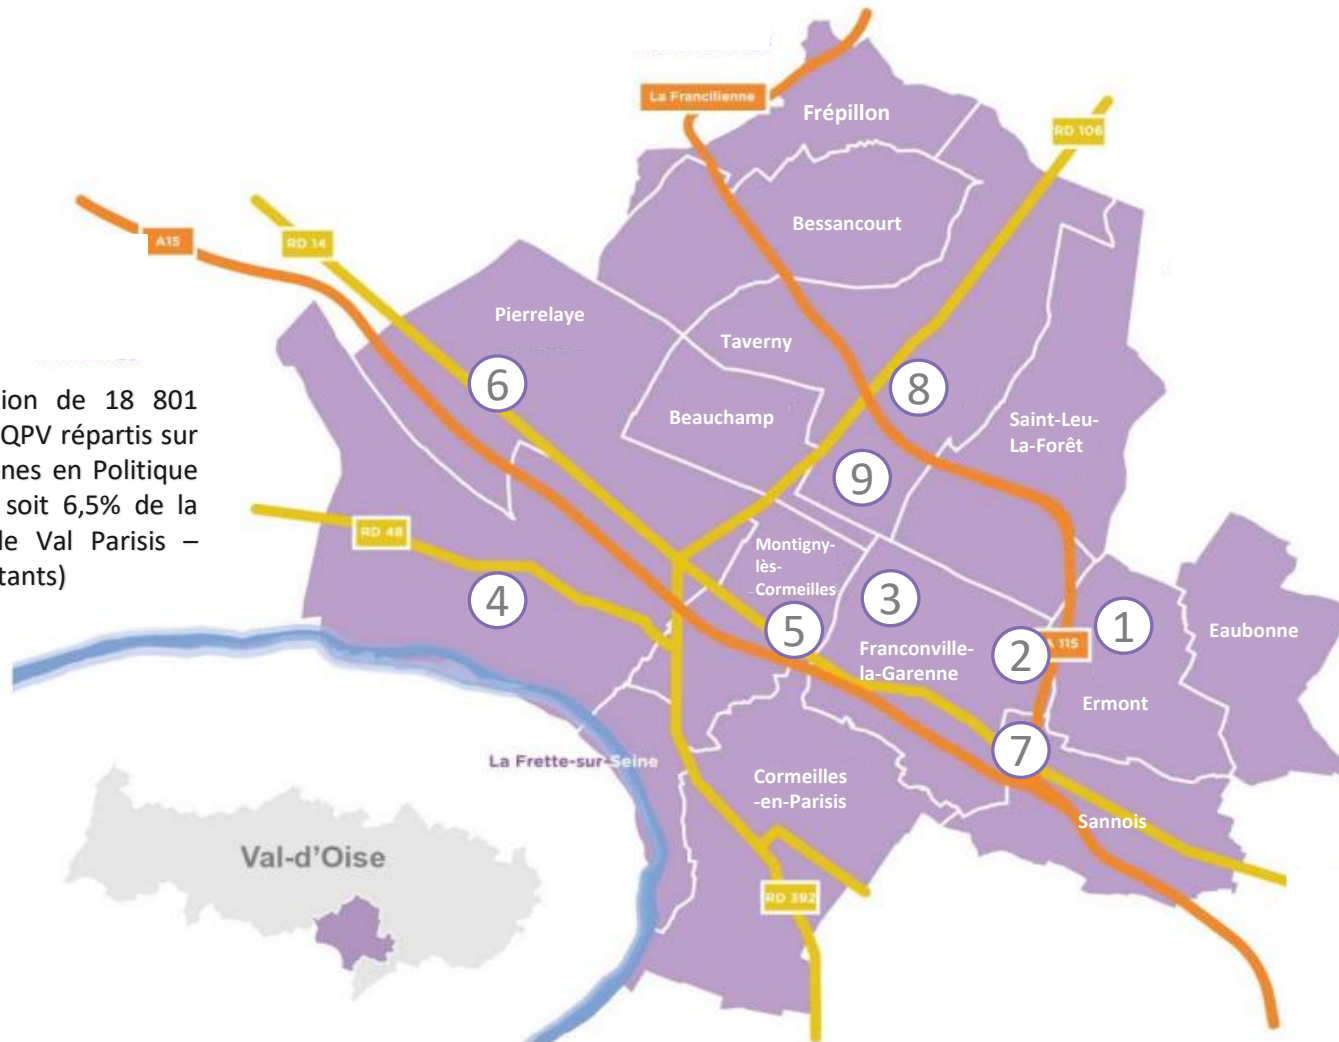 La Francilienne
Frépillon
RD 106
Bessancourt
A15
RD 14
Pierrelaye
Taverny
6
8
Beauchamp
Saint-Leu-
La-Forêt
tion de 18 801
QPV répartis sur
nes en Politique
soit 6,5% de la
le Val Parisis –
tants)
9
RD 48
Montigny-
lès-
Cormeilles
4
3
5
1
Eaubonne
2
A 115
Franconville-
la-Garenne
Ermont
7
La Frette-sur-Seine
Cormeilles
-en-Parisis
Sannois
Val-d'Oise
RD 392